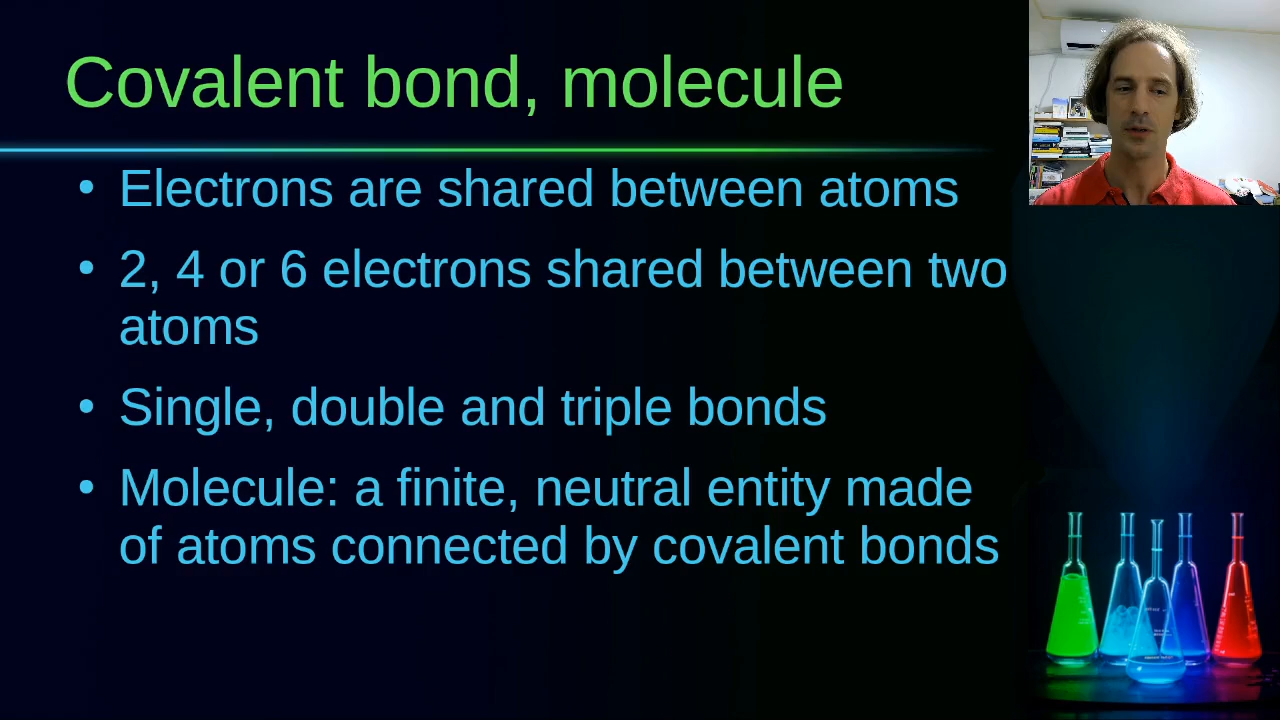 Covalent bond, molecule
• Electrons are shared between atoms
• 2, 4 or 6 electrons shared between two
atoms
• Single, double and triple bonds
• Molecule: a finite, neutral entity made
of atoms connected by covalent bonds